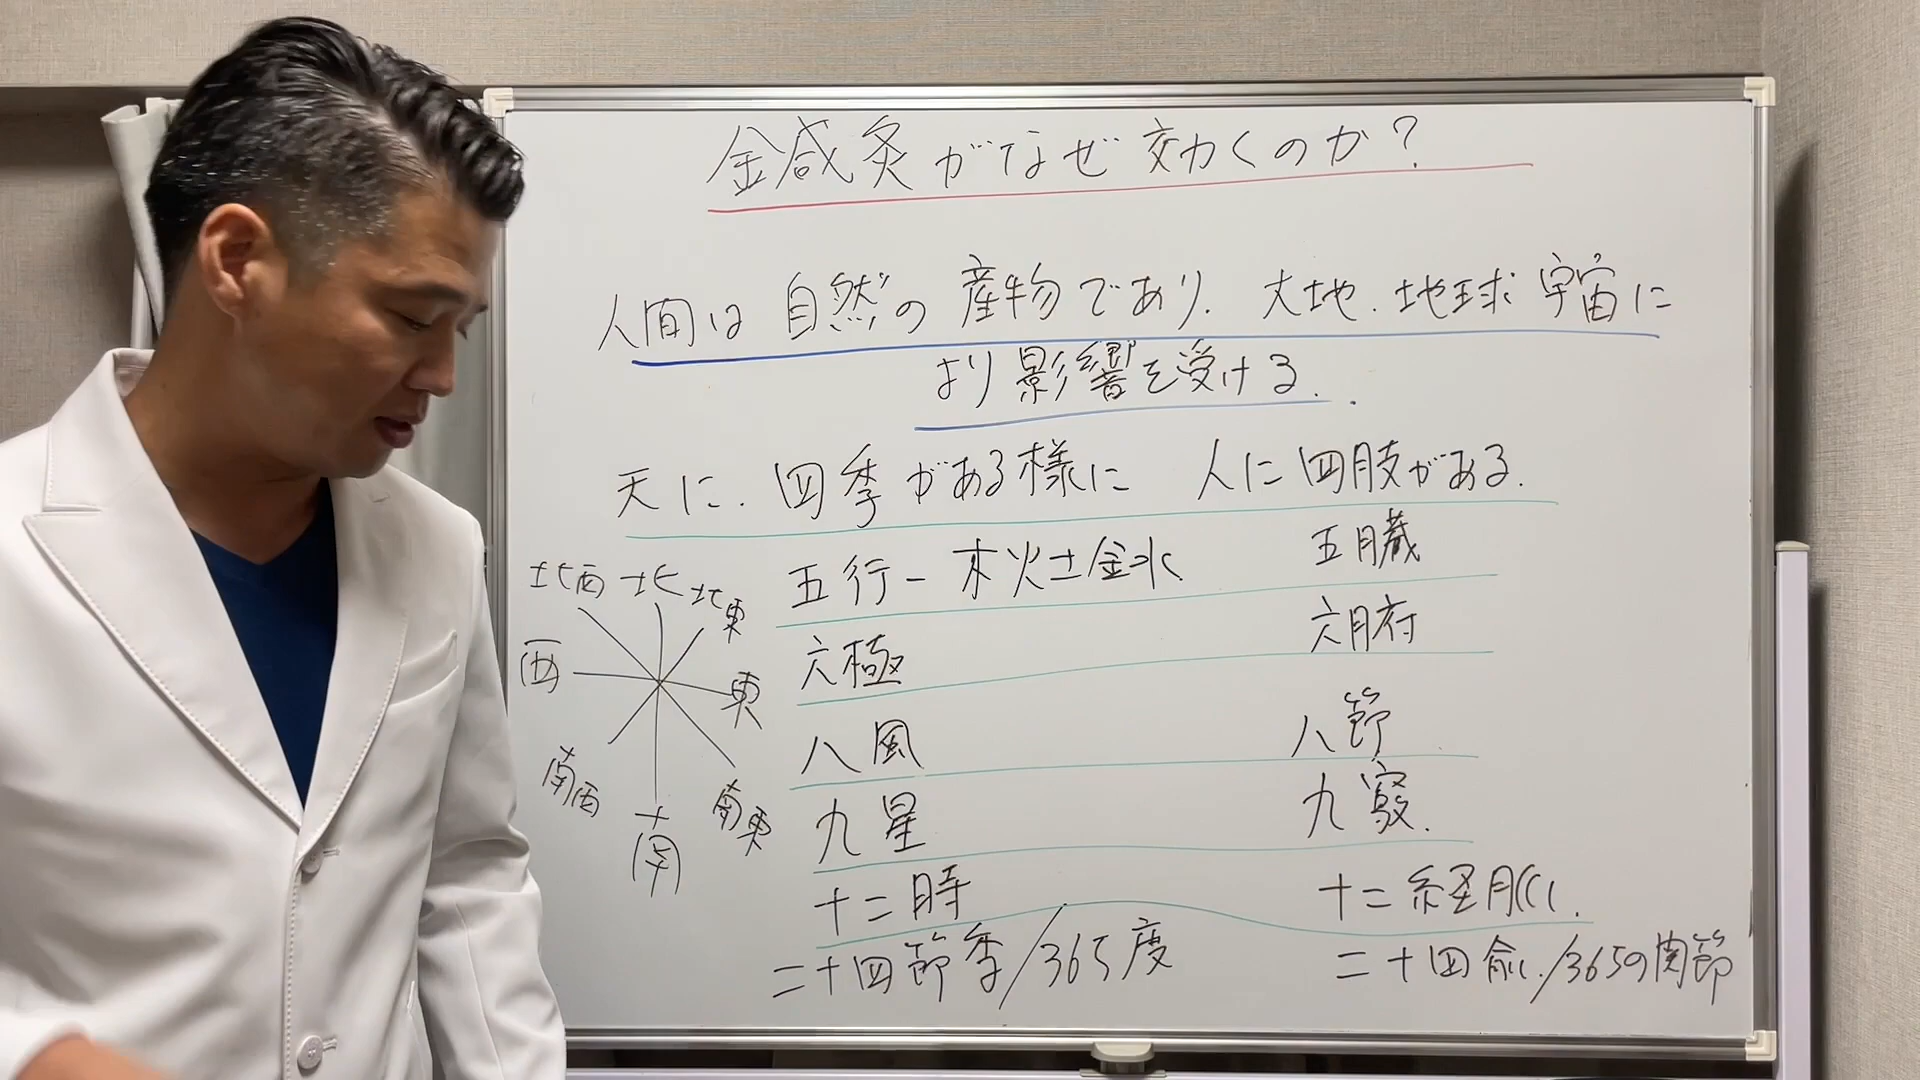 金咸灸がなぜ効くのか?
人間は自然の産物であり.大地.地球宇宙に
より影響を受ける.
天に.四季がある様に 人に四肢がある.
五行-木火土金水 五臓
六極 六腑
八風 八節
九星 九竅.
十二時 十二経脈.
二十四節季/365度 二十四兪./365の関節
北西 北 北東
西 東
南西 南 南東